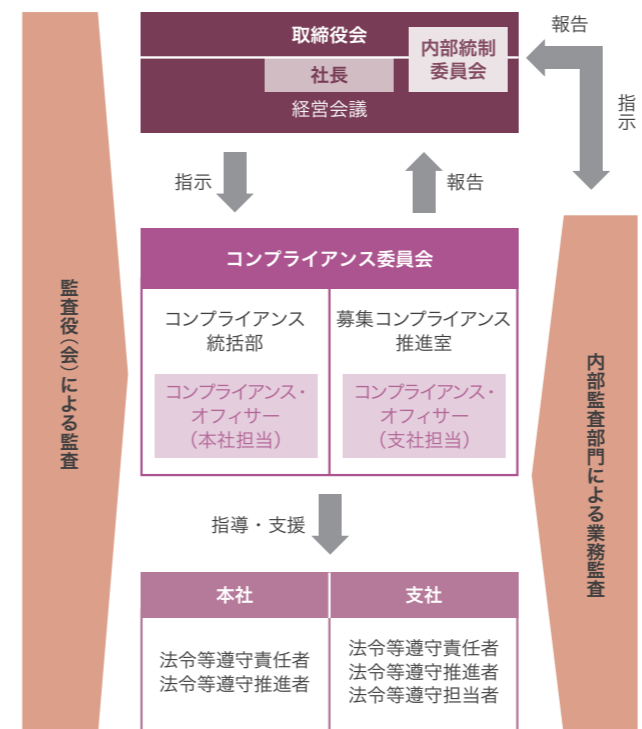 取締役会
内部統制
委員会
社長
経営会議
報告
指示
指示
報告
コンプライアンス委員会
コンプライアンス
統括部
コンプライアンス・
オフィサー
（本社担当）
募集コンプライアンス
推進室
コンプライアンス・
オフィサー
（支社担当）
監査役（会）による監査
内部監査部門による業務監査
指導・支援
本社
法令等遵守責任者
法令等遵守推進者
支社
法令等遵守責任者
法令等遵守推進者
法令等遵守担当者